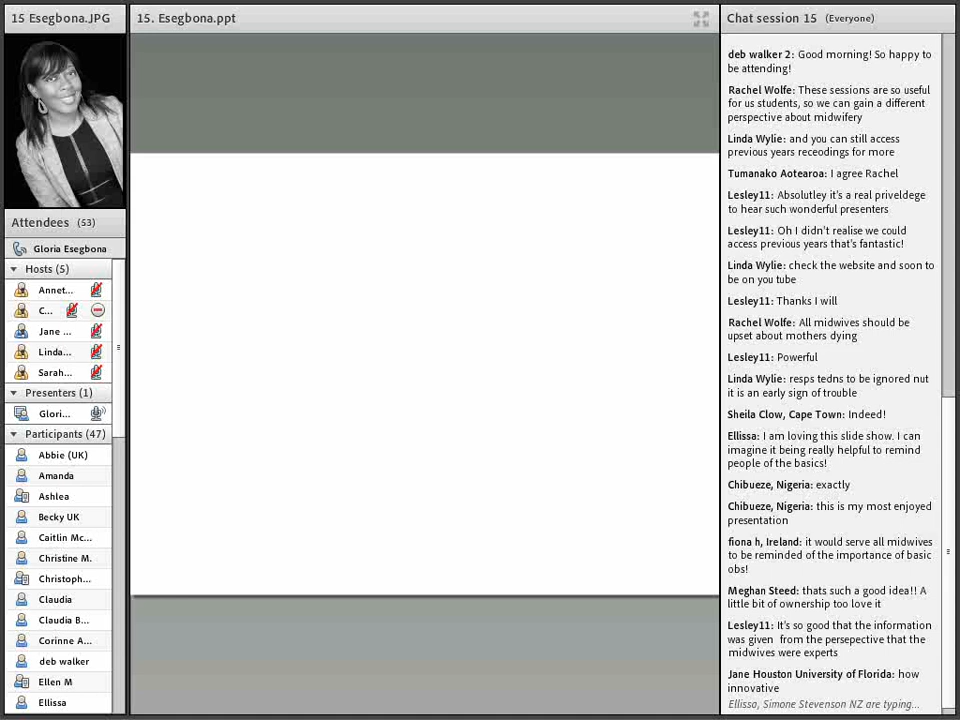 15 Esegbona.JPG
Attendees (53)
Gloria Esegbona
Hosts (5)
Annet...
C...
Jane ...
Linda...
Sarah...
Presenters (1)
Glori...
Participants (47)
Abbie (UK)
Amanda
Ashlea
Becky UK
Caitlin Mc...
Christine M.
Christoph...
Claudia
Claudia B...
Corinne A...
deb walker
Ellen M
Ellissa
15. Esegbona.ppt
Chat session 15 (Everyone)
deb walker 2: Good morning! So happy to
be attending!
Rachel Wolfe: These sessions are so useful
for us students, so we can gain a different
perspective about midwifery
Linda Wylie: and you can still access
previous years receodings for more
Tumanako Aotearoa: I agree Rachel
Lesley11: Absolutley it's a real priveldege
to hear such wonderful presenters
Lesley11: Oh I didn't realise we could
access previous years that's fantastic!
Linda Wylie: check the website and soon to
be on you tube
Lesley11: Thanks I will
Rachel Wolfe: All midwives should be
upset about mothers dying
Lesley11: Powerful
Linda Wylie: resps tedns to be ignored nut
it is an early sign of trouble
Sheila Clow, Cape Town: Indeed!
Ellissa: I am loving this slide show. I can
imagine it being really helpful to remind
people of the basics!
Chibueze, Nigeria: exactly
Chibueze, Nigeria: this is my most enjoyed
presentation
fiona h, Ireland: it would serve all midwives
to be reminded of the importance of basic
obs!
Meghan Steed: thats such a good idea!! A
little bit of ownership too love it
Lesley11: It's so good that the information
was given from the persepective that the
midwives were experts
Jane Houston University of Florida: how
innovative
Ellissa, Simone Stevenson NZ are typing...